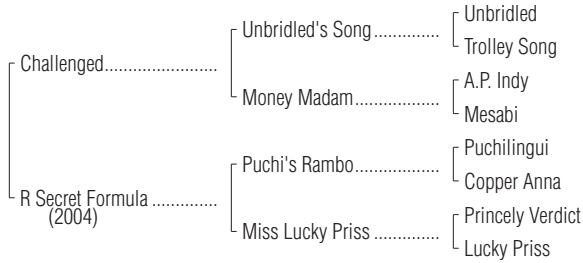 Unbridled
Unbridled's Song..............
Trolley Song
Challenged.......................
A.P. Indy
Money Madam..................
Mesabi
Puchilingui
Puchi's Rambo..................
Copper Anna
R Secret Formula..............
(2004)
Princely Verdict
Miss Lucky Priss..............
Lucky Priss